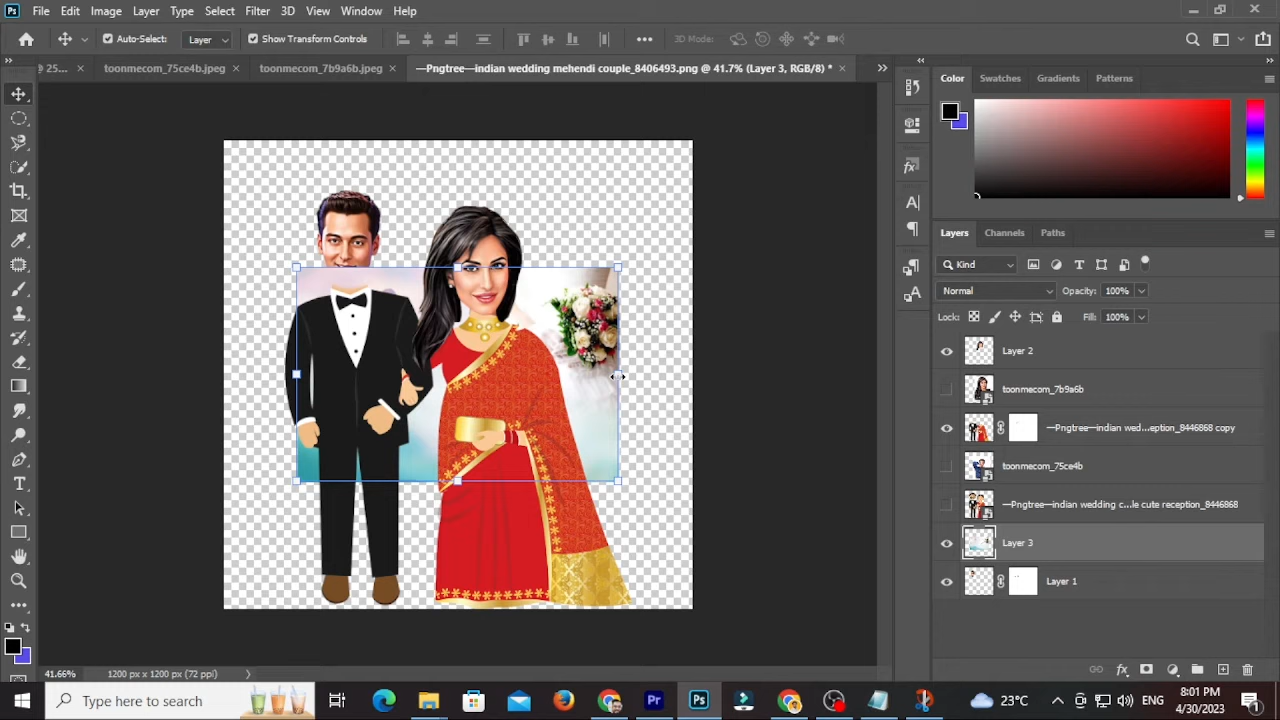 Ps File Edit Image Layer Type Select Filter 3D View Window Help
Auto-Select: Layer Show Transform Controls 3D Mode:
@ 25... × toonmecom_75ce4b.jpeg × toonmecom_7b9a6b.jpeg × —Pngtree—indian wedding mehendi couple_8406493.png @ 41.7% (Layer 3, RGB/8) * ×
Color Swatches Gradients Patterns
Layers Channels Paths
Kind
Normal Opacity: 100%
Locks: Fill: 100%
Layer 2
toonmecom_7b9a6b
—Pngtree—indian wed...eption_8446868 copy
toonmecom_75ce4b
—Pngtree—indian wedding c...le cute reception_8446868
Layer 3
Layer 1
41.66% 1200 px x 1200 px (72 ppi)
Type here to search Pr Ps 23°C ENG 8:01 PM
4/30/2023